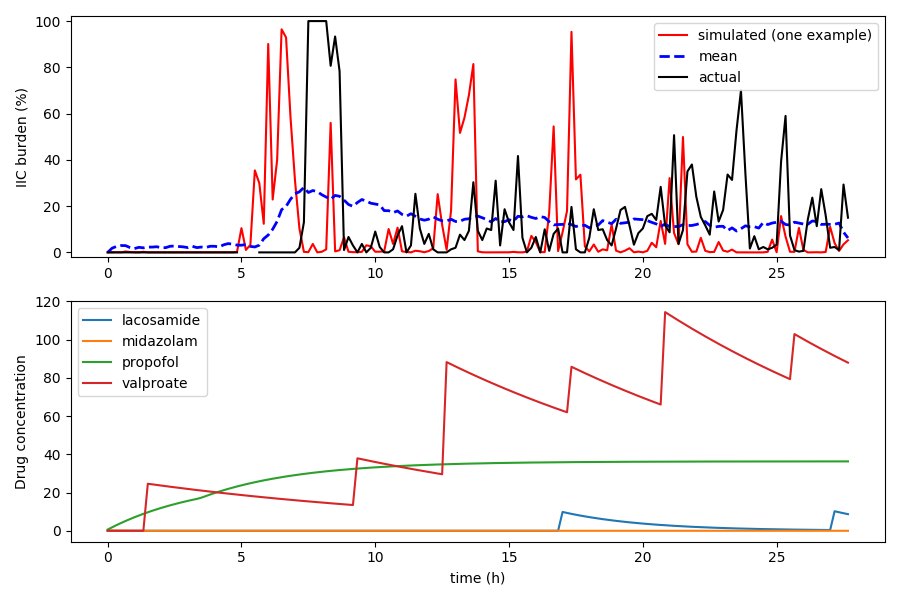 100
80
60
40
20
0
IIC burden (%)
simulated (one example)
mean
actual
0 5 10 15 20 25
120
100
80
60
40
20
0
Drug concentration
lacosamide
midazolam
propofol
valproate
0 5 10 15 20 25
time (h)